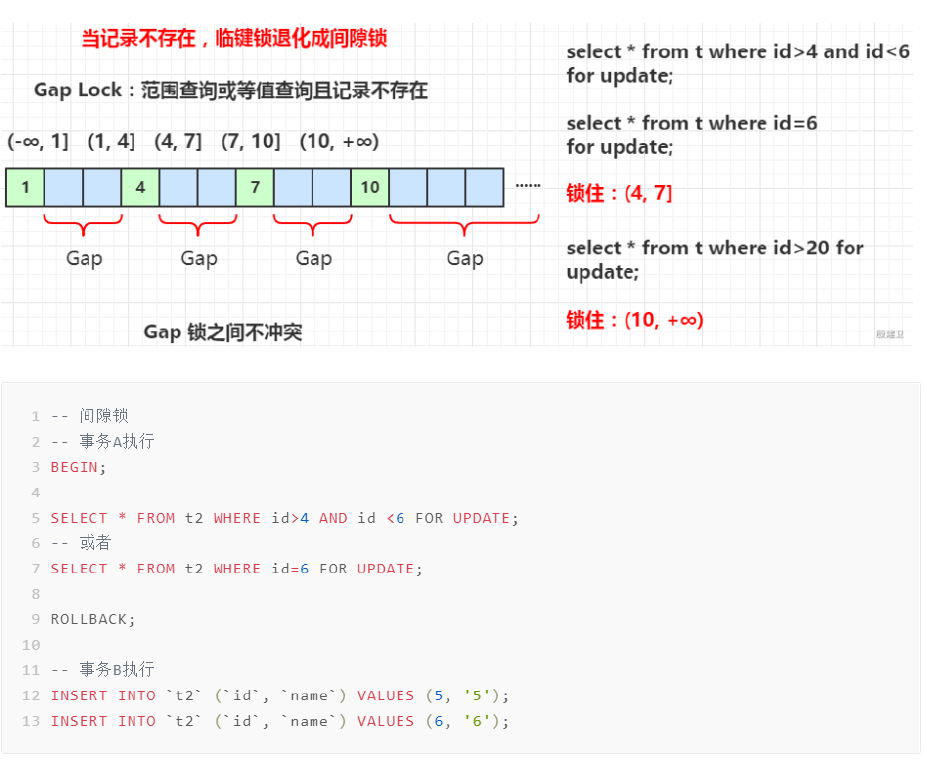 当记录不存在，临键锁退化成间隙锁
Gap Lock：范围查询或等值查询且记录不存在
(-∞, 1] (1, 4] (4, 7] (7, 10] (10, +∞)
1 4 7 10 ······
Gap Gap Gap Gap
Gap 锁之间不冲突
select * from t where id>4 and id<6
for update;
select * from t where id=6
for update;
锁住：(4, 7]
select * from t where id>20 for
update;
锁住：(10, +∞)
1 -- 间隙锁
2 -- 事务A执行
3 BEGIN;
4
5 SELECT * FROM t2 WHERE id>4 AND id <6 FOR UPDATE;
6 -- 或者
7 SELECT * FROM t2 WHERE id=6 FOR UPDATE;
8
9 ROLLBACK;
10
11 -- 事务B执行
12 INSERT INTO `t2` (`id`, `name`) VALUES (5, '5');
13 INSERT INTO `t2` (`id`, `name`) VALUES (6, '6');